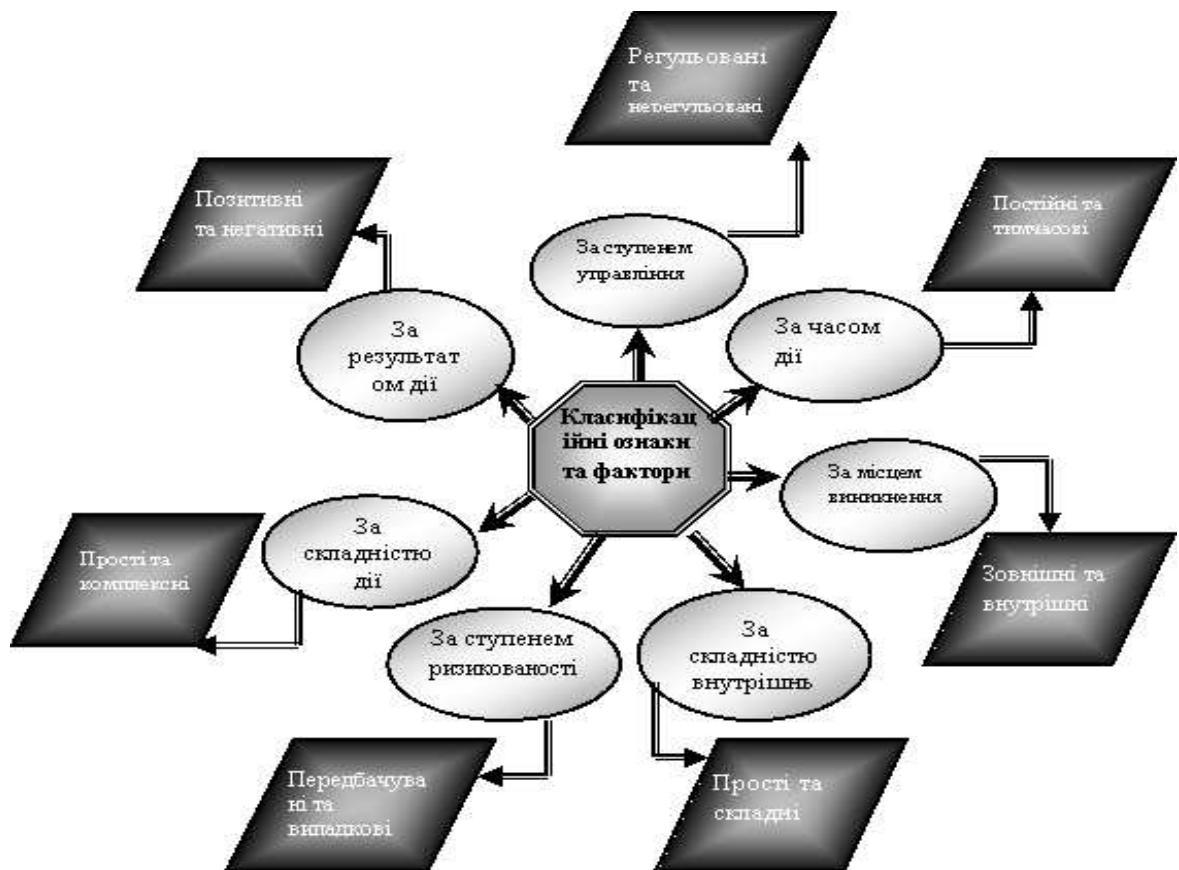 Регульовані
та
нерегульовані
Позитивні
та негативні
Постійні та
тимчасові
За ступенем
управління
За
результат
ом дії
За часом
дії
Класифікац
ійні ознаки
та фактори
За місцем
виникнення
За
складністю
дії
Прості та
комплексні
Зовнішні та
внутрішні
За ступенем
ризикованості
За
складністю
внутрішнь
Передбачува
ні та
випадкові
Прості та
складні